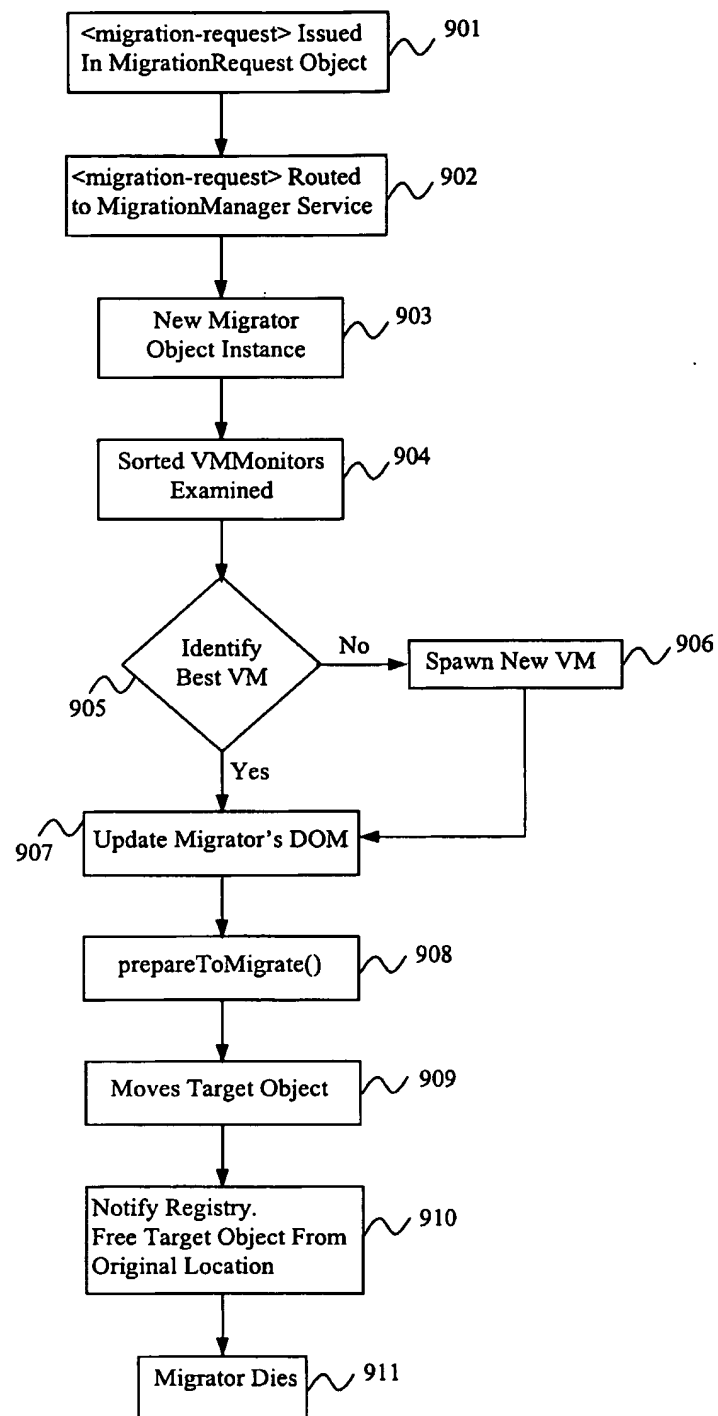 <migration-request> Issued
In MigrationRequest Object
901
<migration-request> Routed
to MigrationManager Service
902
New Migrator
Object Instance
903
Sorted VMMonitors
Examined
904
Identify
Best VM
905
No
Spawn New VM
906
Yes
Update Migrator's DOM
907
prepareToMigrate()
908
Moves Target Object
909
Notify Registry.
Free Target Object From
Original Location
910
Migrator Dies
911